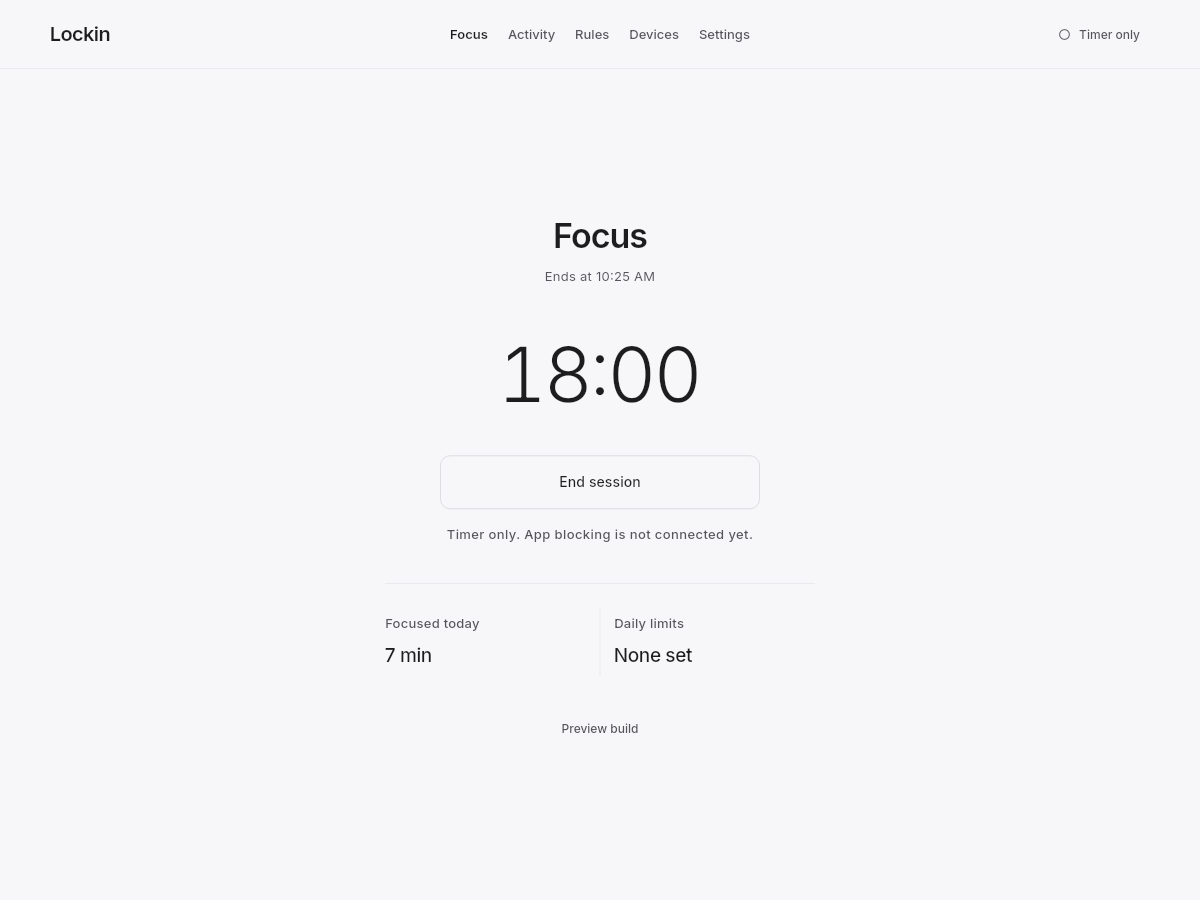 Lockin
Focus Activity Rules Devices Settings
Timer only
Focus
Ends at 10:25 AM
18:00
End session
Timer only. App blocking is not connected yet.
Focused today
7 min
Daily limits
None set
Preview build